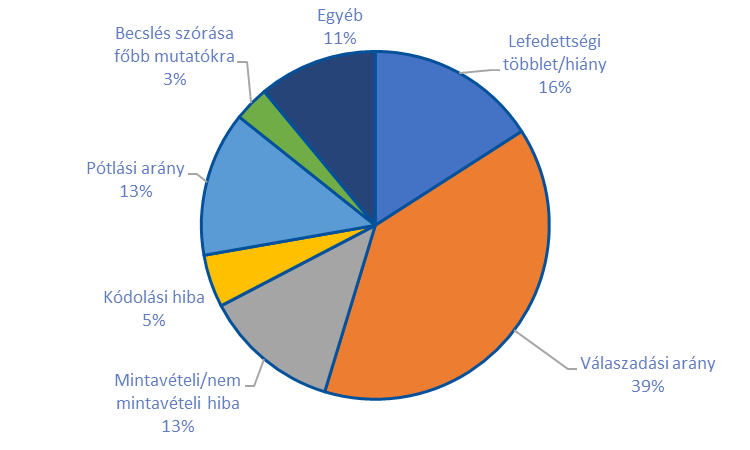 Egyéb
11%
Becslés szórása
főbb mutatókra
3%
Lefedettségi
többlet/hiány
16%
Pótlási arány
13%
Kódolási hiba
5%
Válaszadási arány
39%
Mintavételi/nem
mintavételi hiba
13%